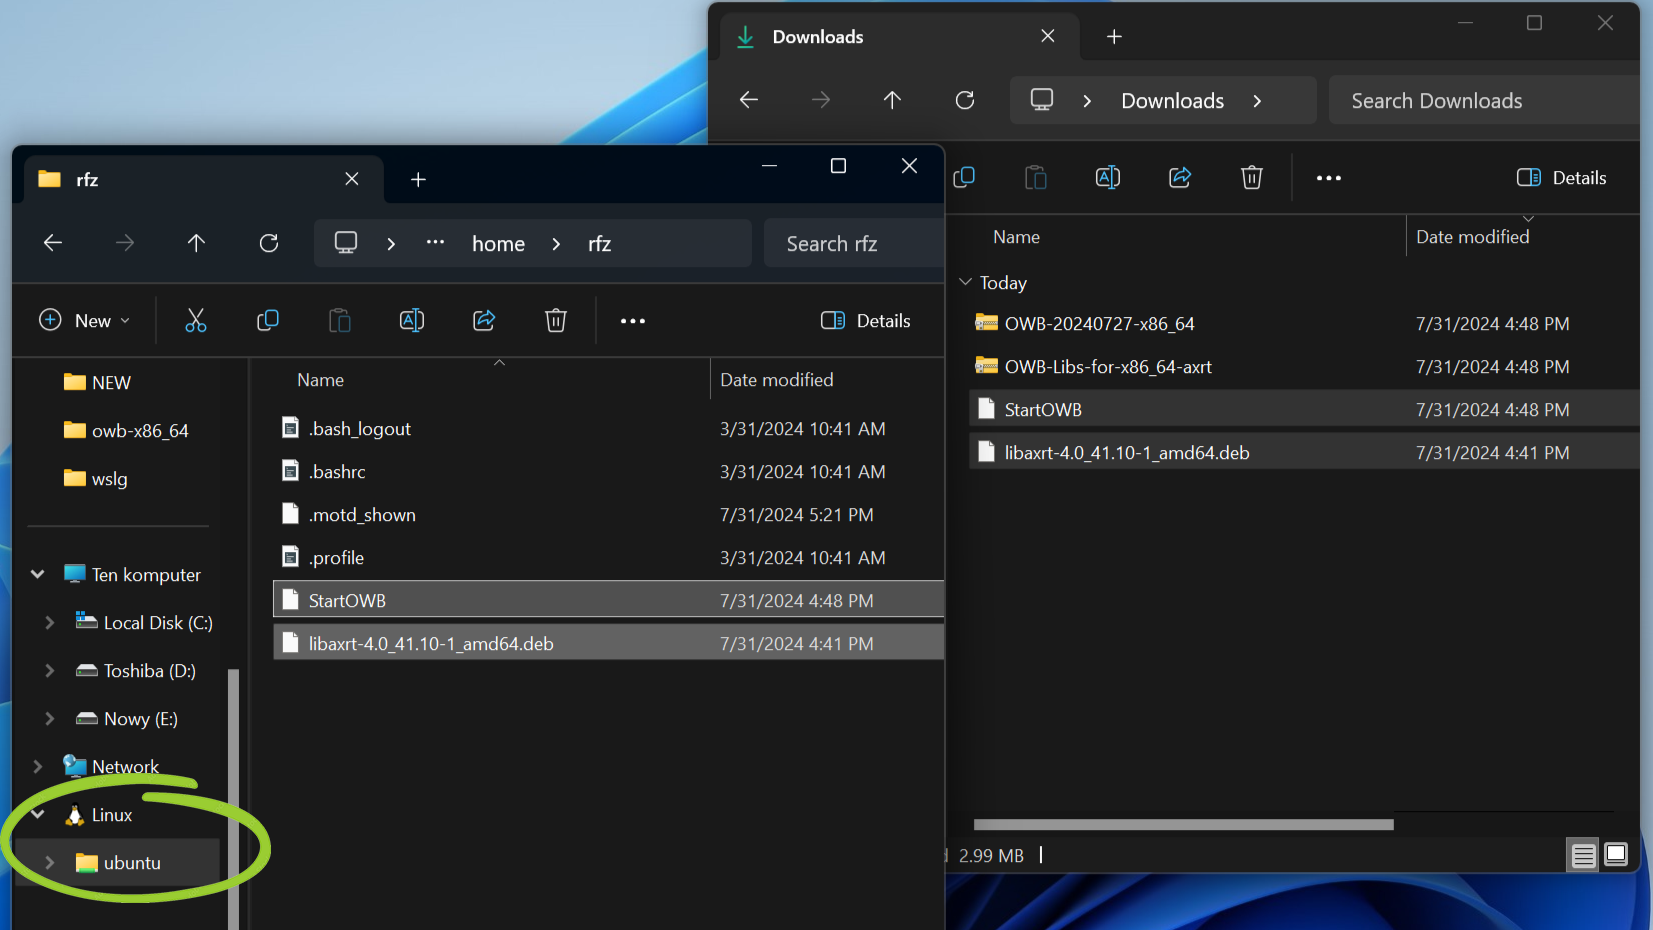 Downloads
Downloads
Search Downloads
Details
Name
Date modified
Today
OWB-20240727-x86_64
7/31/2024 4:48 PM
OWB-Libs-for-x86_64-axrt
7/31/2024 4:48 PM
StartOWB
7/31/2024 4:48 PM
libaxrt-4.0_41.10-1_amd64.deb
7/31/2024 4:41 PM
2.99 MB
rfz
home
rfz
Search rfz
New
Details
NEW
owb-x86_64
wslg
Ten komputer
Local Disk (C:)
Toshiba (D:)
Nowy (E:)
Network
Linux
ubuntu
Name
Date modified
.bash_logout
3/31/2024 10:41 AM
.bashrc
3/31/2024 10:41 AM
.motd_shown
7/31/2024 5:21 PM
.profile
3/31/2024 10:41 AM
StartOWB
7/31/2024 4:48 PM
libaxrt-4.0_41.10-1_amd64.deb
7/31/2024 4:41 PM